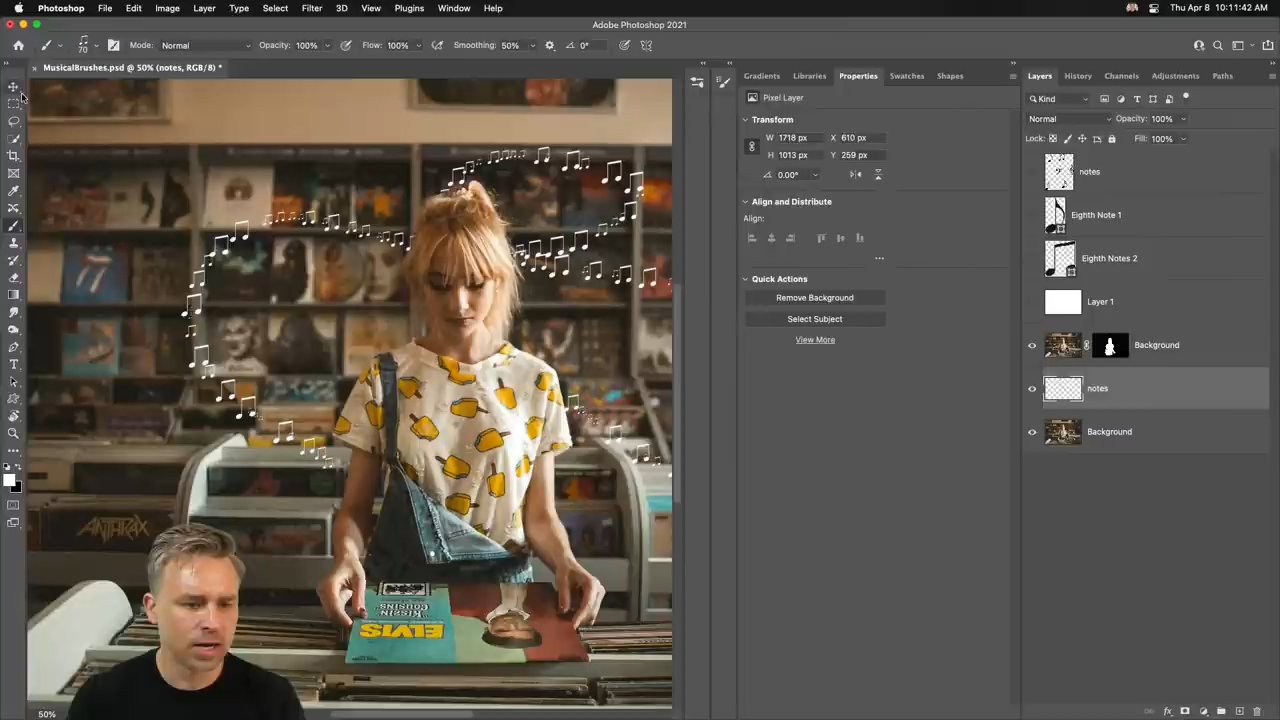 Photoshop File Edit Image Layer Type Select Filter 3D View Plugins Window Help Thu Apr 8 10:11:42 AM
Adobe Photoshop 2021
70 Mode: Normal Opacity: 100% Flow: 100% Smoothing: 50% 0°
MusicalBrushes.psd @ 50% (notes, RGB/8) *
Gradients Libraries Properties Swatches Shapes
Pixel Layer
Transform
W 1718 px X 610 px
H 1013 px Y 259 px
0.00°
Align and Distribute
Align:
Quick Actions
Remove Background
Select Subject
View More
Layers History Channels Adjustments Paths
Kind
Normal Opacity: 100%
Lock: Fill: 100%
notes
Eighth Note 1
Eighth Notes 2
Layer 1
Background
notes
Background
ANTHRAX
KISSIN' COUSINS
ELVIS
50%